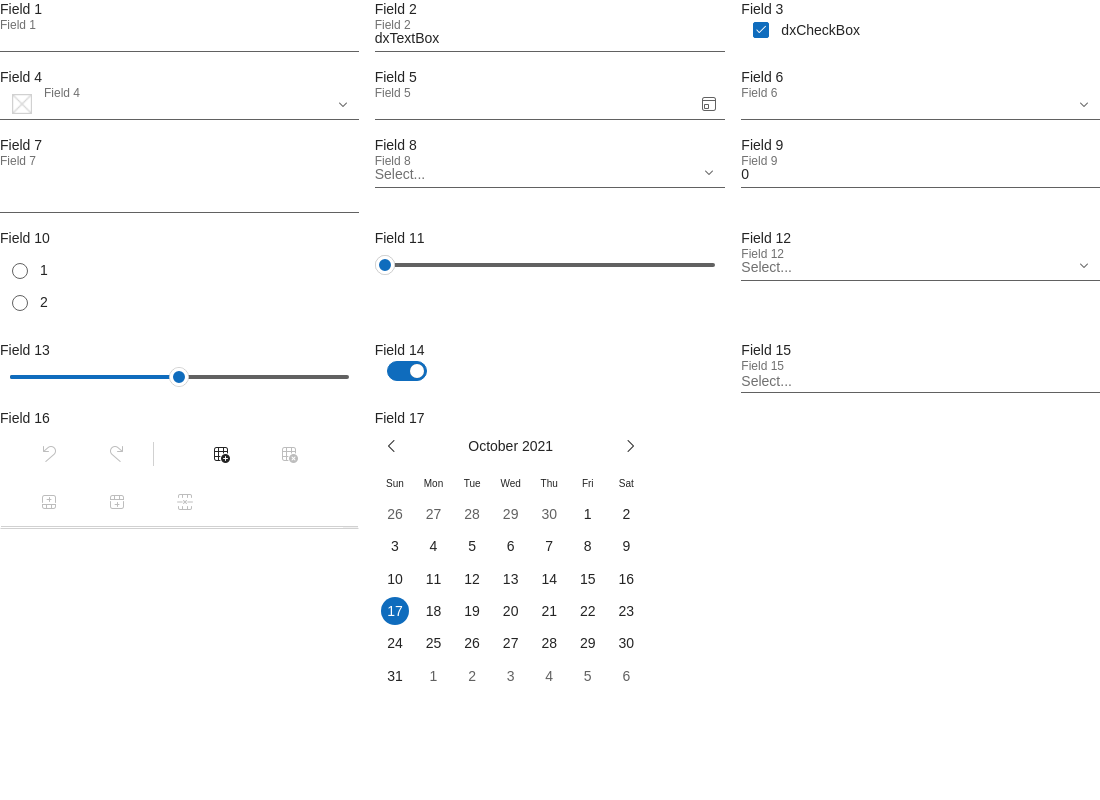 Field 1
Field 1
Field 2
Field 2
dxTextBox
Field 3
dxCheckBox
Field 4
Field 4
Field 5
Field 5
Field 6
Field 6
Field 7
Field 7
Field 8
Field 8
Select...
Field 9
Field 9
0
Field 10
1
2
Field 11
Field 12
Field 12
Select...
Field 13
Field 14
Field 15
Field 15
Select...
Field 16
Field 17
October 2021
Sun Mon Tue Wed Thu Fri Sat
26 27 28 29 30 1 2
3 4 5 6 7 8 9
10 11 12 13 14 15 16
17 18 19 20 21 22 23
24 25 26 27 28 29 30
31 1 2 3 4 5 6